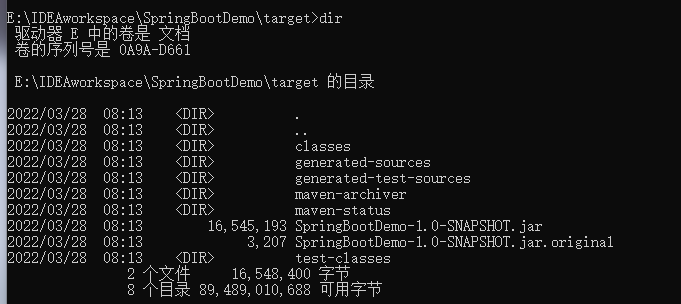 E:\IDEAworkspace\SpringBootDemo\target>dir
驱动器 E 中的卷是 文档
卷的序列号是 0A9A-D661
E:\IDEAworkspace\SpringBootDemo\target 的目录
2022/03/28  08:13    <DIR>          .
2022/03/28  08:13    <DIR>          ..
2022/03/28  08:13    <DIR>          classes
2022/03/28  08:13    <DIR>          generated-sources
2022/03/28  08:13    <DIR>          generated-test-sources
2022/03/28  08:13    <DIR>          maven-archiver
2022/03/28  08:13    <DIR>          maven-status
2022/03/28  08:13        16,545,193 SpringBootDemo-1.0-SNAPSHOT.jar
2022/03/28  08:13             3,207 SpringBootDemo-1.0-SNAPSHOT.jar.original
2022/03/28  08:13    <DIR>          test-classes
2 个文件     16,548,400 字节
8 个目录 89,489,010,688 可用字节